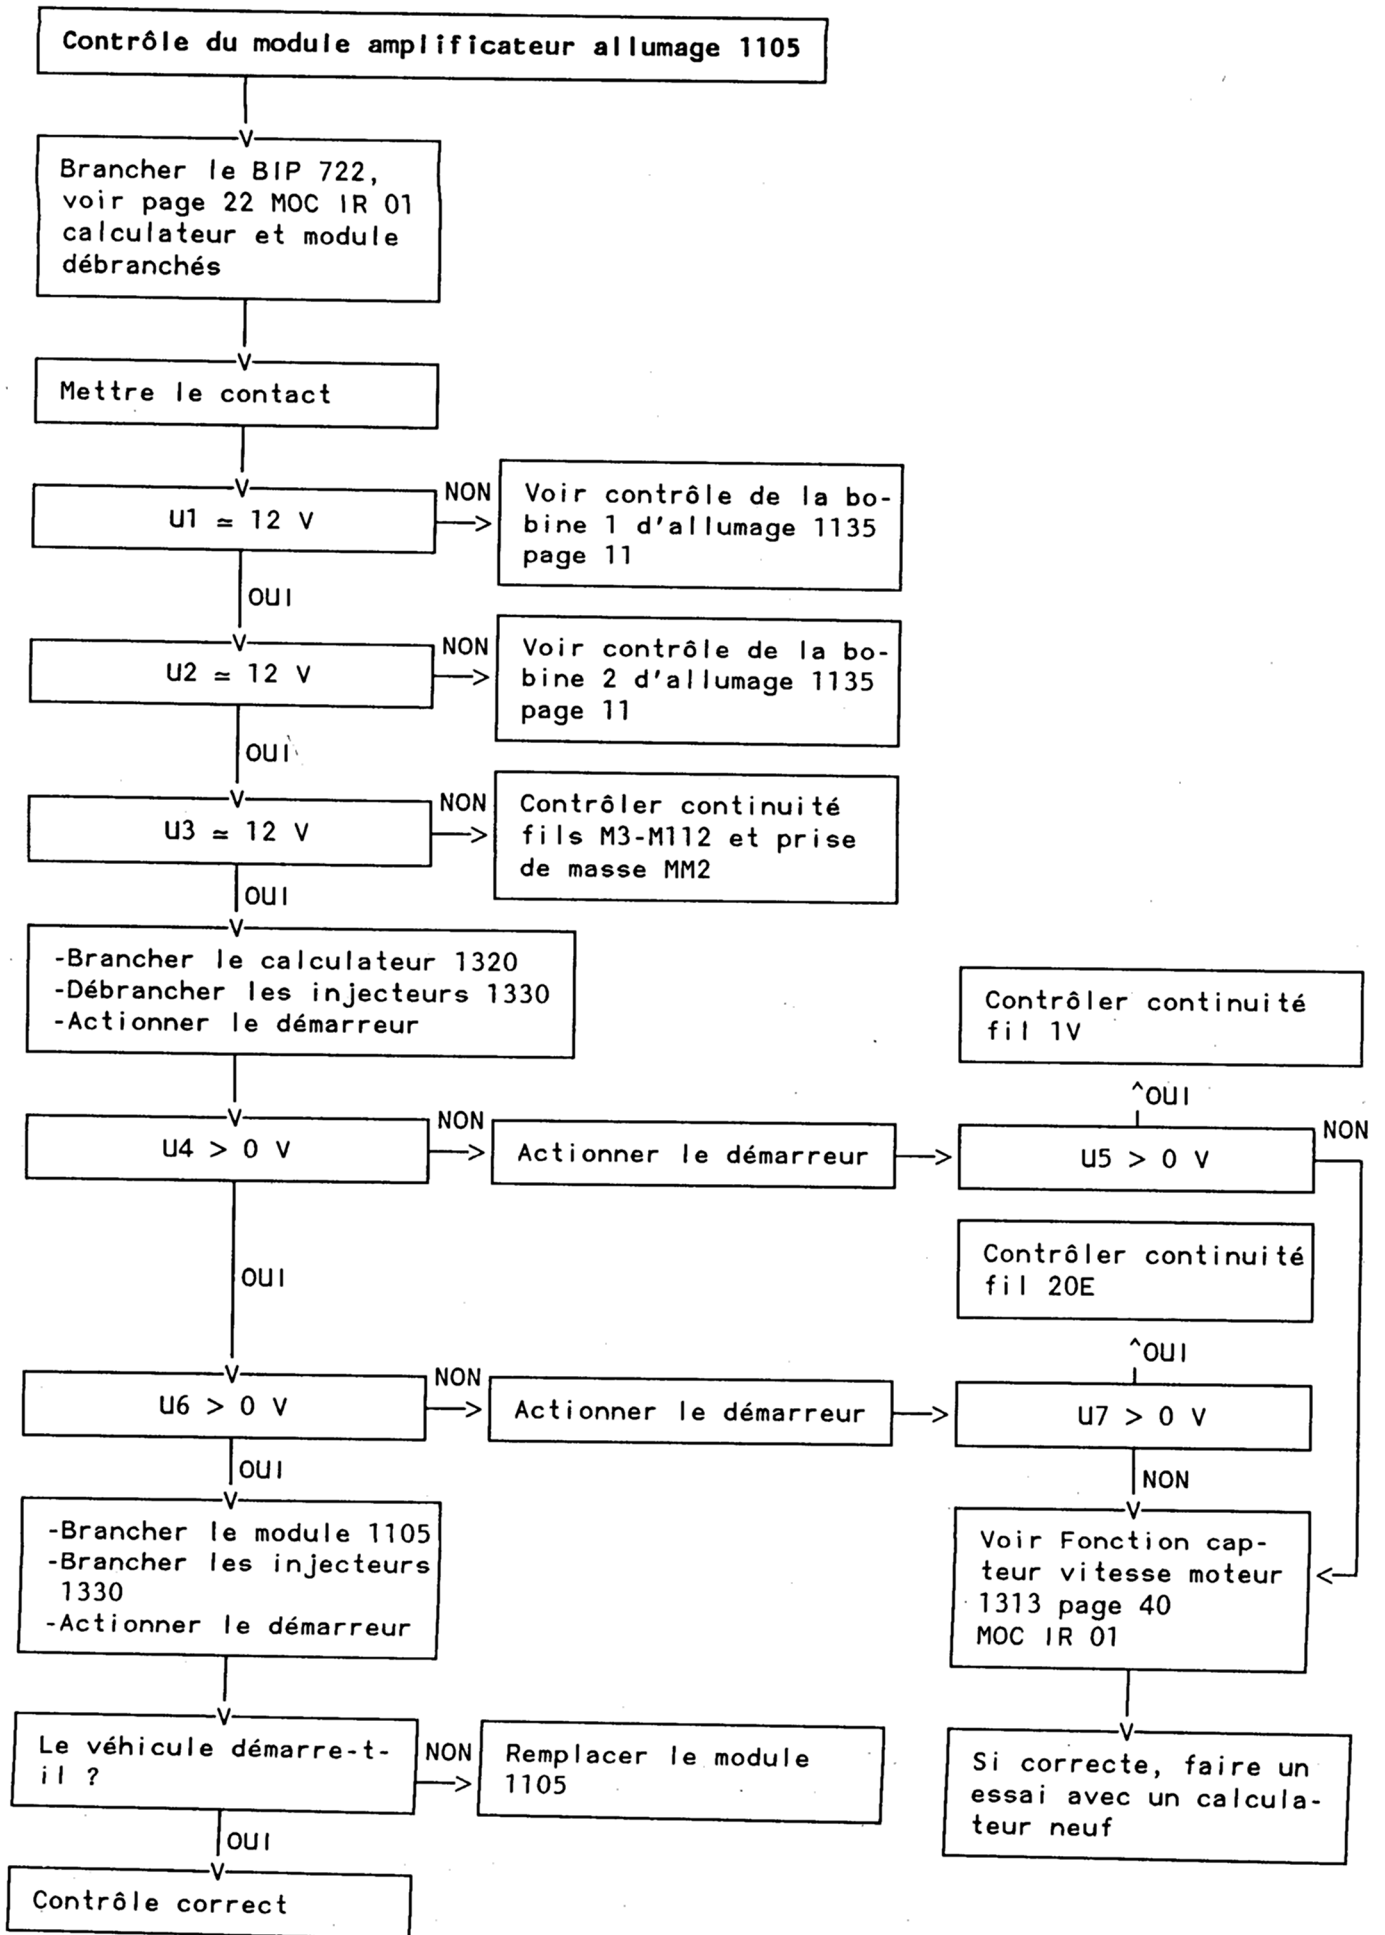 Contrôle du module amplificateur allumage 1105
V
Brancher le BIP 722,
voir page 22 MOC IR 01
calculateur et module
débranchés
V
Mettre le contact
V
U1 ≃ 12 V
NON
->
Voir contrôle de la bo-
bine 1 d'allumage 1135
page 11
OUI
V
U2 ≃ 12 V
NON
->
Voir contrôle de la bo-
bine 2 d'allumage 1135
page 11
OUI
V
U3 ≃ 12 V
NON
->
Contrôler continuité
fils M3-M112 et prise
de masse MM2
OUI
V
-Brancher le calculateur 1320
-Débrancher les injecteurs 1330
-Actionner le démarreur
V
U4 > 0 V
NON
->
Actionner le démarreur
->
U5 > 0 V
^OUI
Contrôler continuité
fil 1V
NON
OUI
V
U6 > 0 V
NON
->
Actionner le démarreur
->
U7 > 0 V
^OUI
Contrôler continuité
fil 20E
NON
V
Voir Fonction cap-
teur vitesse moteur
1313 page 40
MOC IR 01
<-
V
Si correcte, faire un
essai avec un calcula-
teur neuf
OUI
V
-Brancher le module 1105
-Brancher les injecteurs
1330
-Actionner le démarreur
V
Le véhicule démarre-t-
il ?
NON
->
Remplacer le module
1105
OUI
V
Contrôle correct